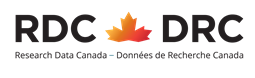 RDC DRC
Research Data Canada – Données de Recherche Canada